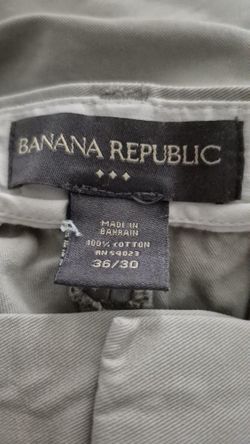 BANANA REPUBLIC
MADE IN
BAHRAIN
100% COTTON
RN 54023
36/30